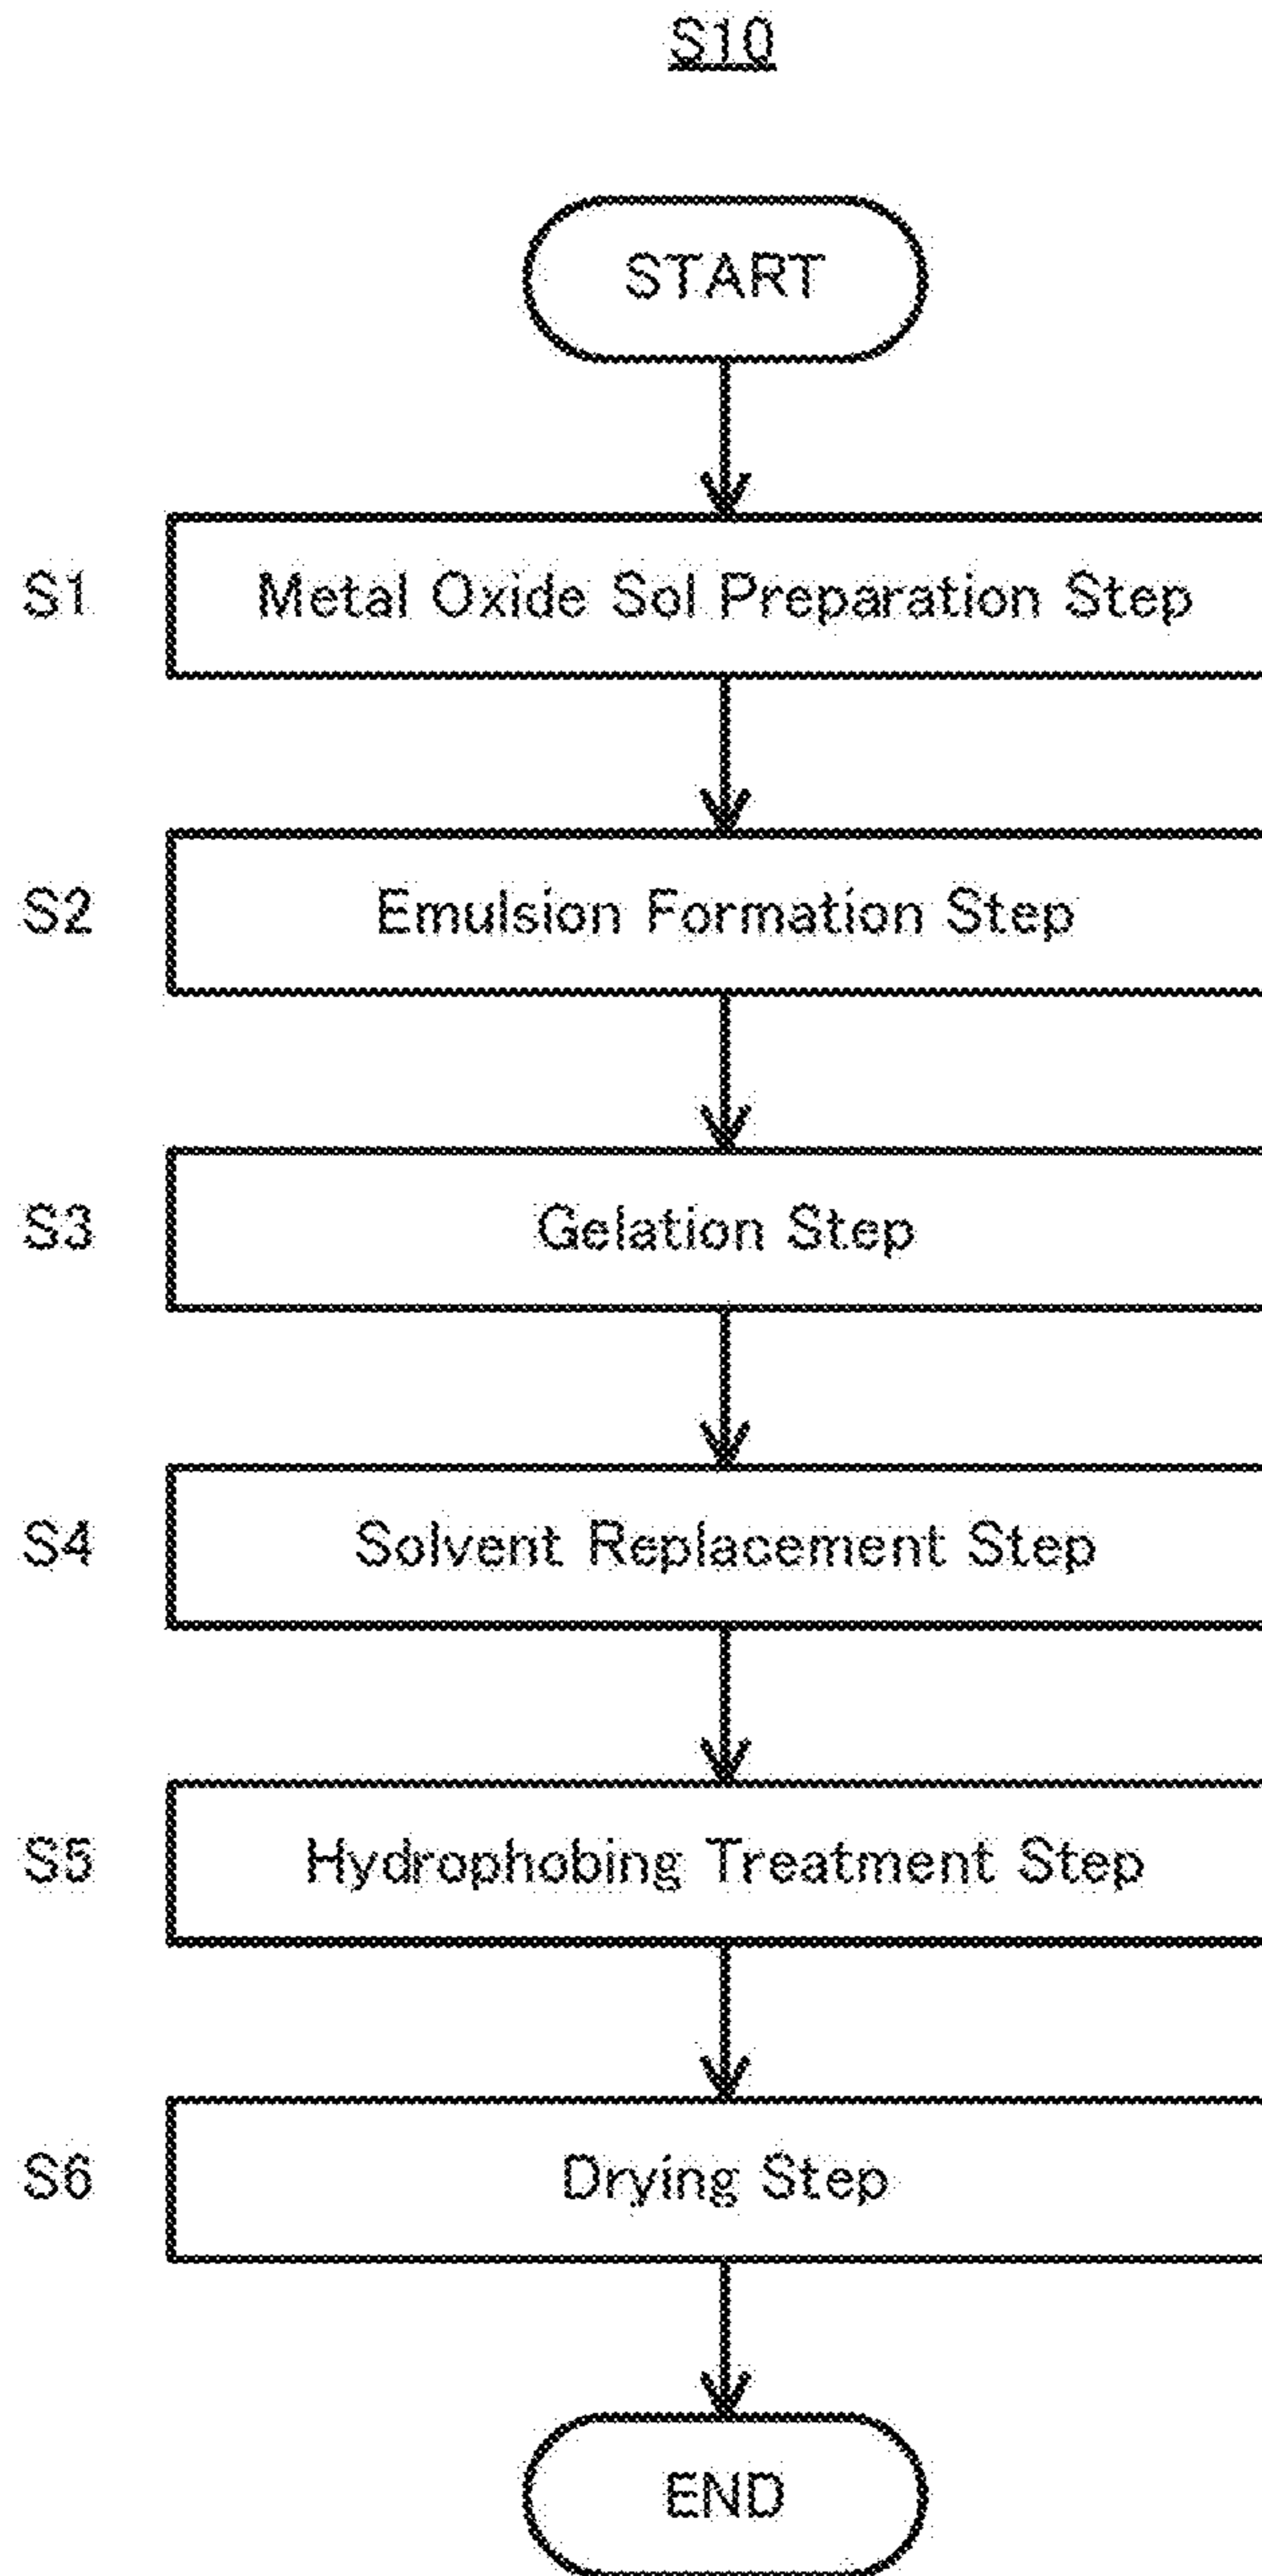 S10
START
S1 Metal Oxide Sol Preparation Step
S2 Emulsion Formation Step
S3 Gelation Step
S4 Solvent Replacement Step
S5 Hydrophobing Treatment Step
S6 Drying Step
END